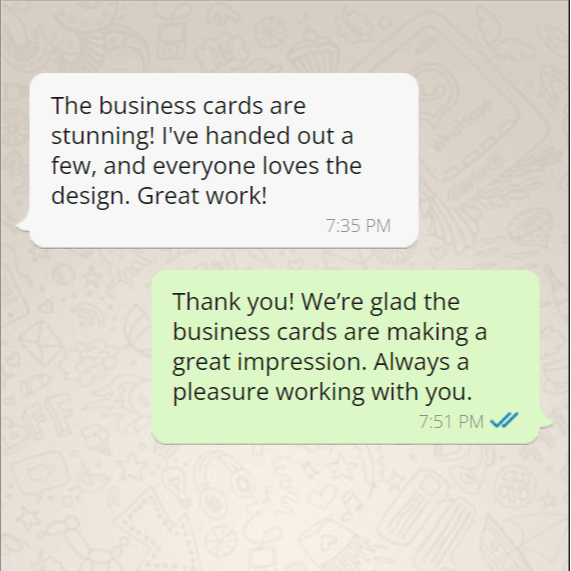 The business cards are
stunning! I've handed out a
few, and everyone loves the
design. Great work!
7:35 PM
Thank you! We’re glad the
business cards are making a
great impression. Always a
pleasure working with you.
7:51 PM